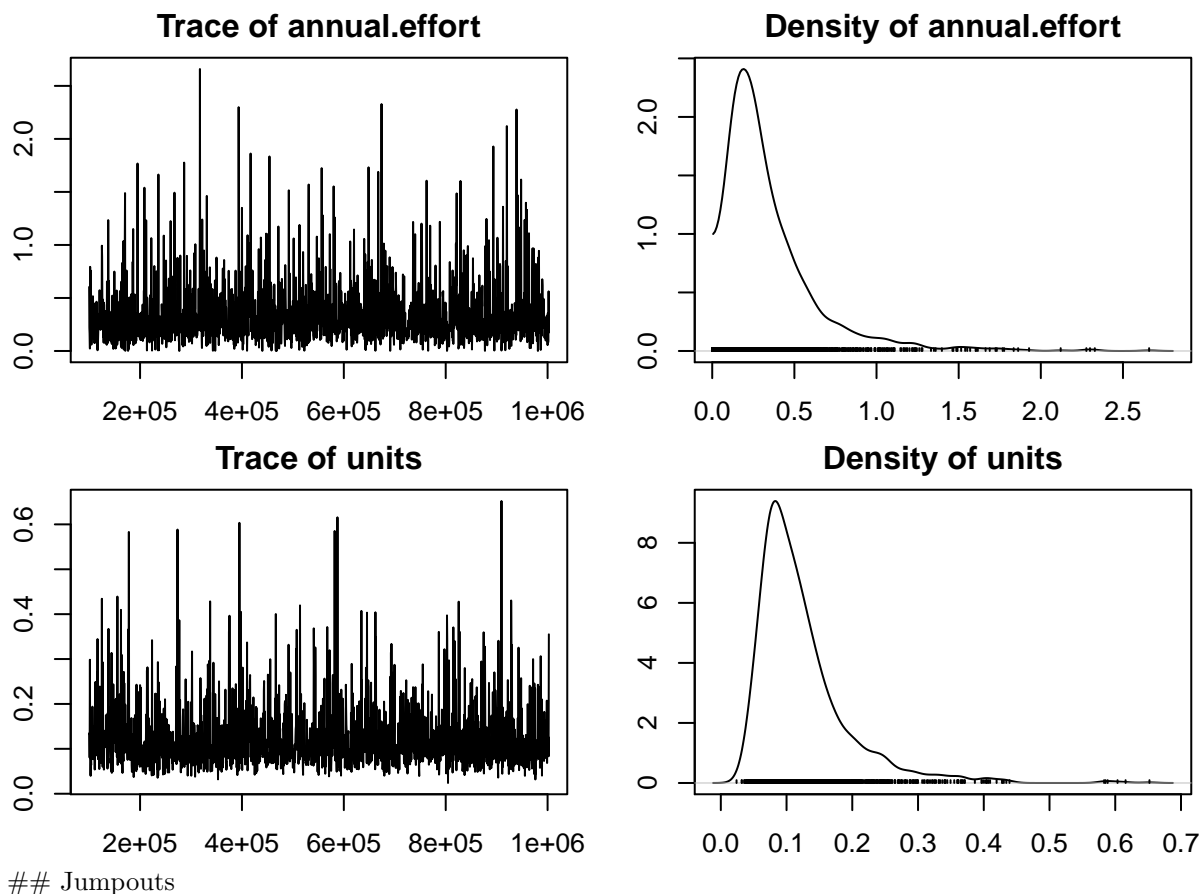 Trace of annual.effort
Density of annual.effort
0.0 1.0 2.0
2e+05 4e+05 6e+05 8e+05 1e+06
0.0 1.0 2.0
0.0 0.5 1.0 1.5 2.0 2.5
Trace of units
Density of units
0.0 0.2 0.4 0.6
2e+05 4e+05 6e+05 8e+05 1e+06
0 2 4 6 8
0.0 0.1 0.2 0.3 0.4 0.5 0.6 0.7
## Jumpouts